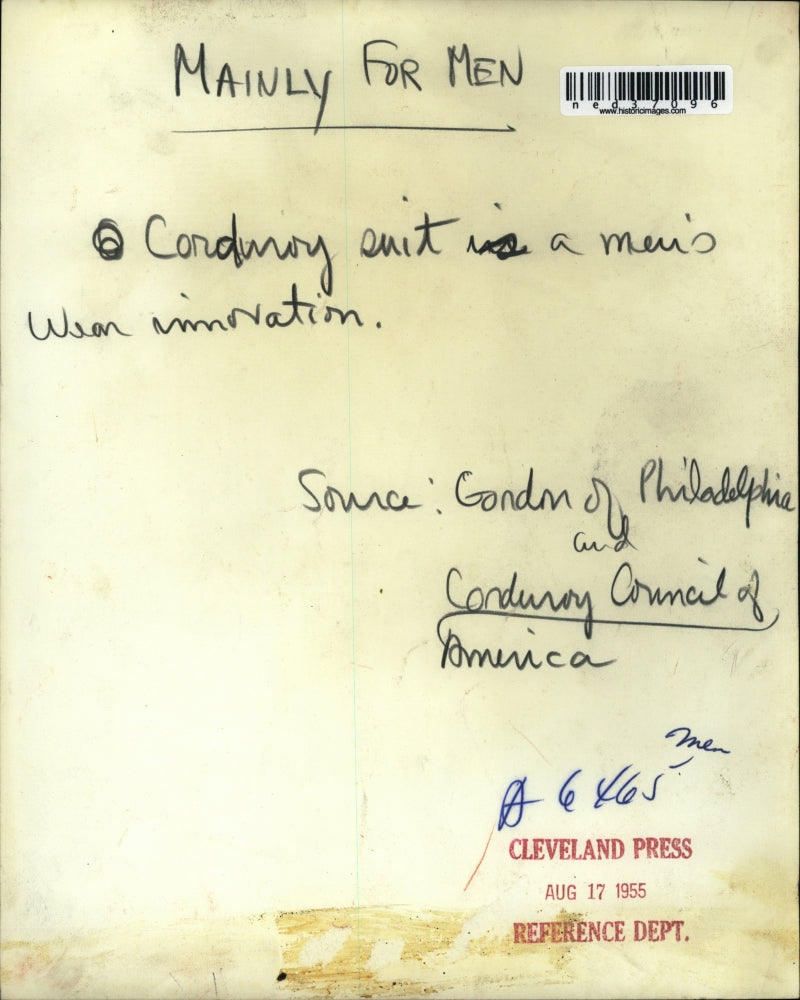 MAINLY FOR MEN
ned37096
www.historicimages.com
Corduroy suit is a men's
Wear innovation.
Source: Gordon of Philadelphia
and
Corduroy Council of
America
men
A 6465
CLEVELAND PRESS
AUG 17 1955
REFERENCE DEPT.